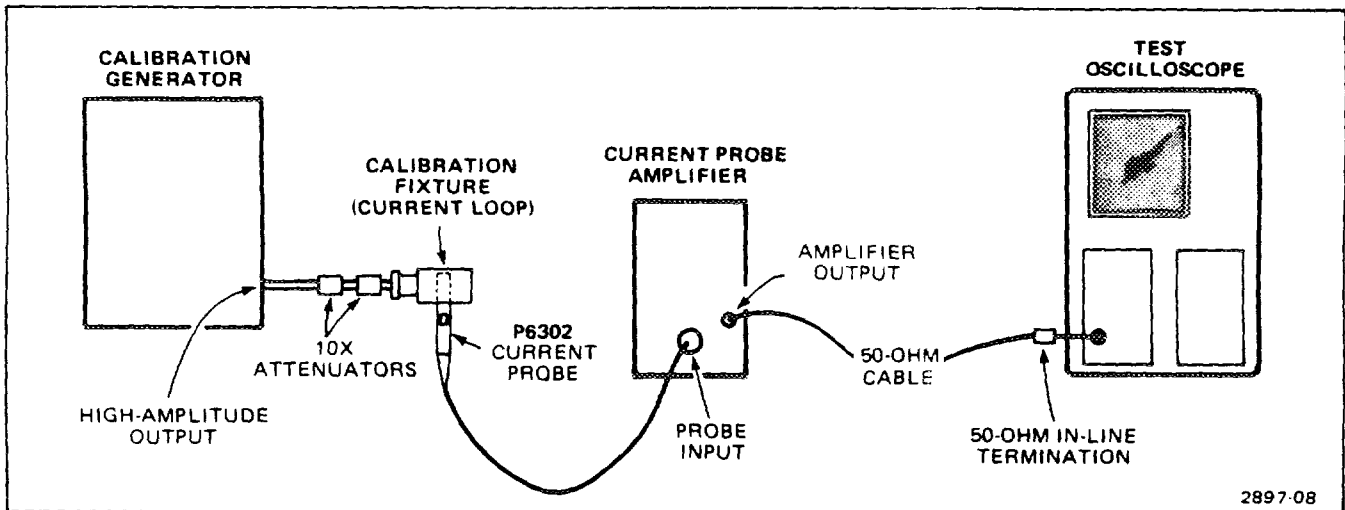 CALIBRATION
GENERATOR
TEST
OSCILLOSCOPE
CALIBRATION
FIXTURE
(CURRENT LOOP)
CURRENT PROBE
AMPLIFIER
AMPLIFIER
OUTPUT
10X
ATTENUATORS
P6302
CURRENT
PROBE
50-OHM
CABLE
HIGH-AMPLITUDE
OUTPUT
PROBE
INPUT
50-OHM IN-LINE
TERMINATION
2897-08